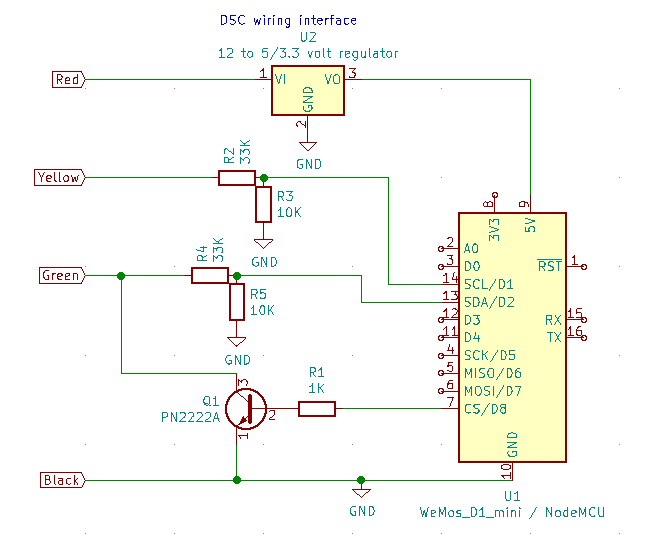 DSC wiring interface
U2
12 to 5/3.3 volt regulator
Red
1
VI
VO
3
GND
2
GND
Yellow
R2
33K
R3
10K
GND
Green
R4
33K
R5
10K
GND
8
3V3
9
5V
2
A0
3
D0
14
SCL/D1
13
SDA/D2
12
D3
11
D4
4
SCK/D5
5
MISO/D6
6
MOSI/D7
7
CS/D8
RST
1
RX
15
TX
16
GND
10
R1
1K
Q1
PN2222A
3
2
1
Black
GND
U1
WeMos_D1_mini / NodeMCU